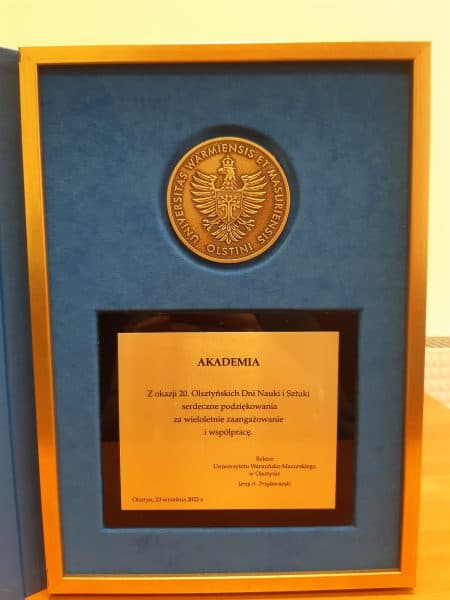 UNIVERSITAS WARMIENSIS ET MASURIENSIS
OLSTINI
AKADEMIA
Z okazji 20. Olsztyńskich Dni Nauki i Sztuki
serdeczne podziękowania
za wieloletnie zaangażowanie
i współpracę.
Rektor
Uniwersytetu Warmińsko-Mazurskiego
w Olsztynie
Jerzy A. Przyborowski
Olsztyn, 23 września 2022 r.